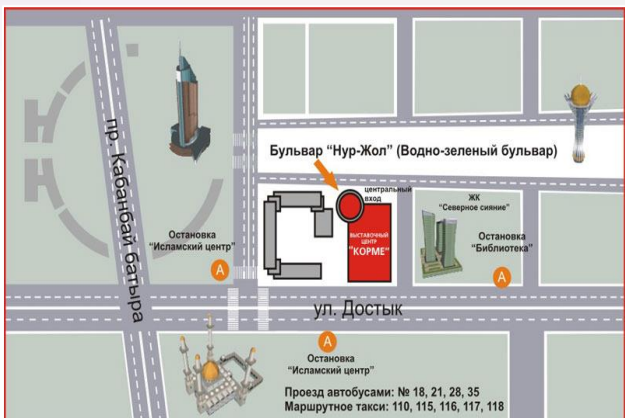 Бульвар "Нур-Жол" (Водно-зеленый бульвар)
пр. Кабанбай батыра
центральный
вход
ЖК
"Северное сияние"
Остановка
"Исламский центр"
А
ВЫСТАВОЧНЫЙ
ЦЕНТР
"КОРМЕ"
Остановка
"Библиотека"
А
ул. Достык
А
Остановка
"Исламский центр"
Проезд автобусами: № 18, 21, 28, 35
Маршрутное такси: 110, 115, 116, 117, 118